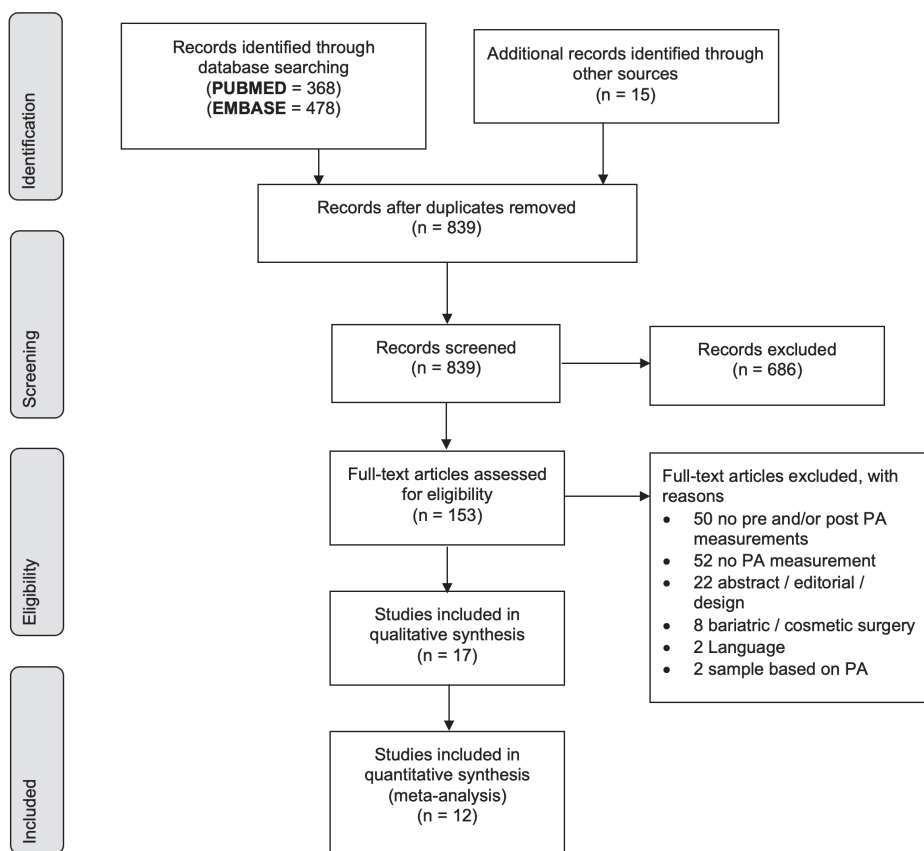 Identification
Records identified through
database searching
(PUBMED = 368)
(EMBASE = 478)
Additional records identified through
other sources
(n = 15)
Records after duplicates removed
(n = 839)
Screening
Records screened
(n = 839)
Records excluded
(n = 686)
Eligibility
Full-text articles assessed
for eligibility
(n = 153)
Full-text articles excluded, with
reasons
• 50 no pre and/or post PA
measurements
• 52 no PA measurement
• 22 abstract / editorial /
design
• 8 bariatric / cosmetic surgery
• 2 Language
• 2 sample based on PA
Studies included in
qualitative synthesis
(n = 17)
Included
Studies included in
quantitative synthesis
(meta-analysis)
(n = 12)